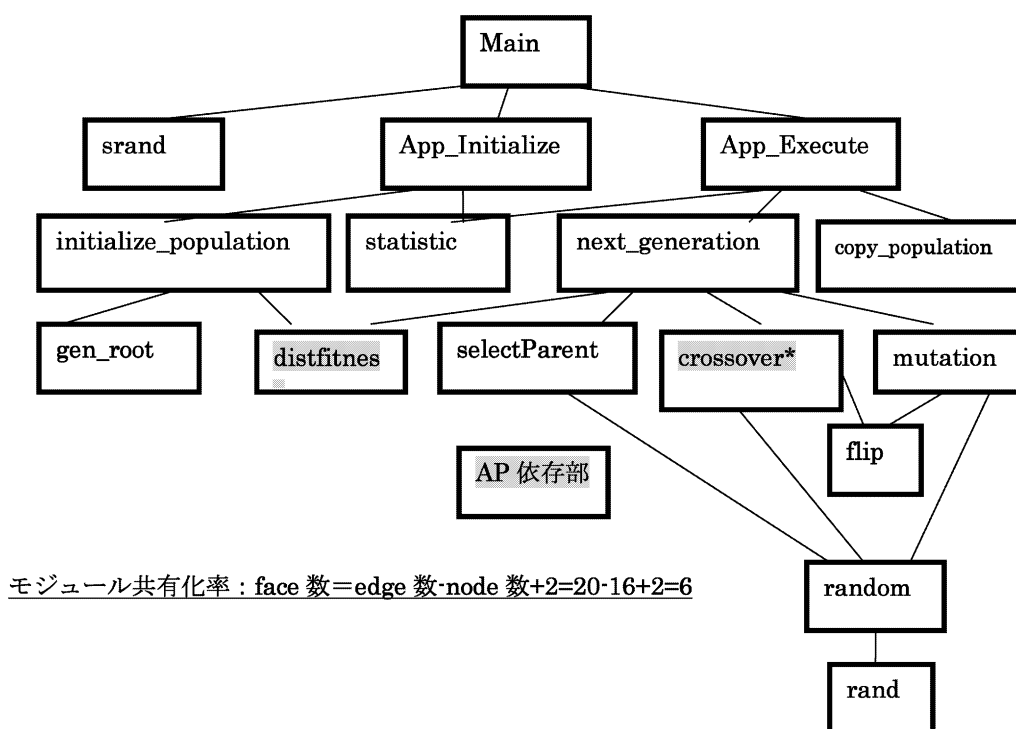 Main
srand
App_Initialize
App_Execute
initialize_population
statistic
next_generation
copy_population
gen_root
distfitnes
selectParent
crossover*
mutation
flip
AP 依存部
モジュール共有化率：face 数＝edge 数-node 数+2=20-16+2=6
random
rand